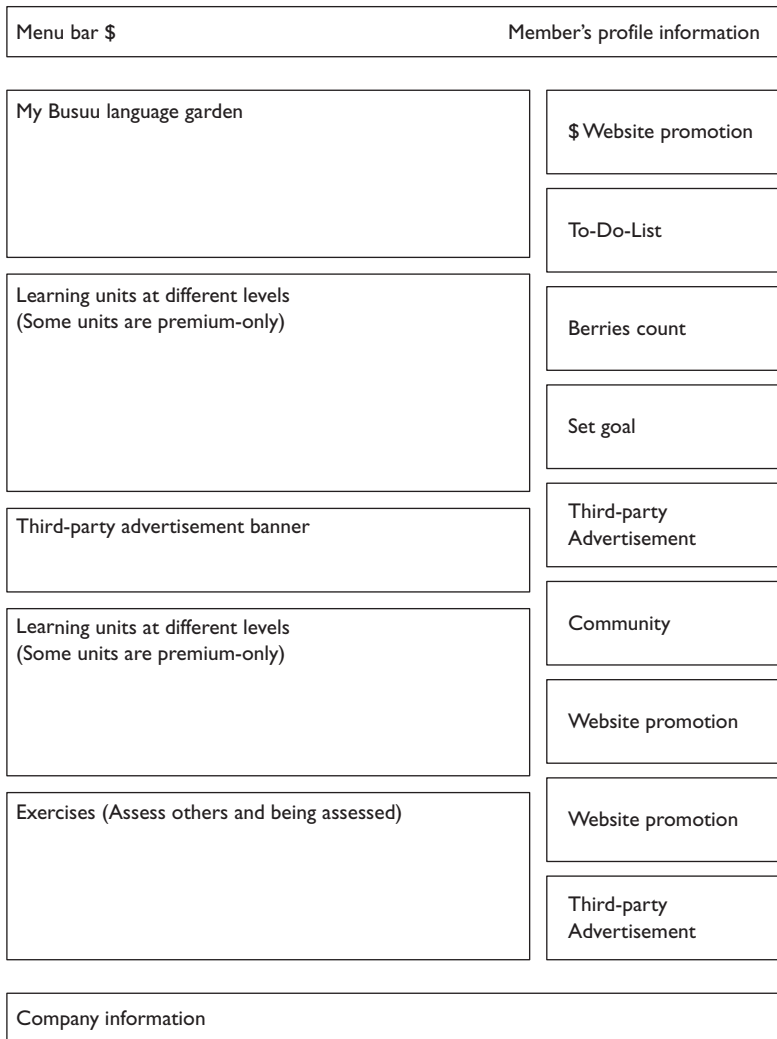 Menu bar $
Member’s profile information
My Busuu language garden
Learning units at different levels
(Some units are premium-only)
Third-party advertisement banner
Learning units at different levels
(Some units are premium-only)
Exercises (Assess others and being assessed)
$ Website promotion
To-Do-List
Berries count
Set goal
Third-party
Advertisement
Community
Website promotion
Website promotion
Third-party
Advertisement
Company information